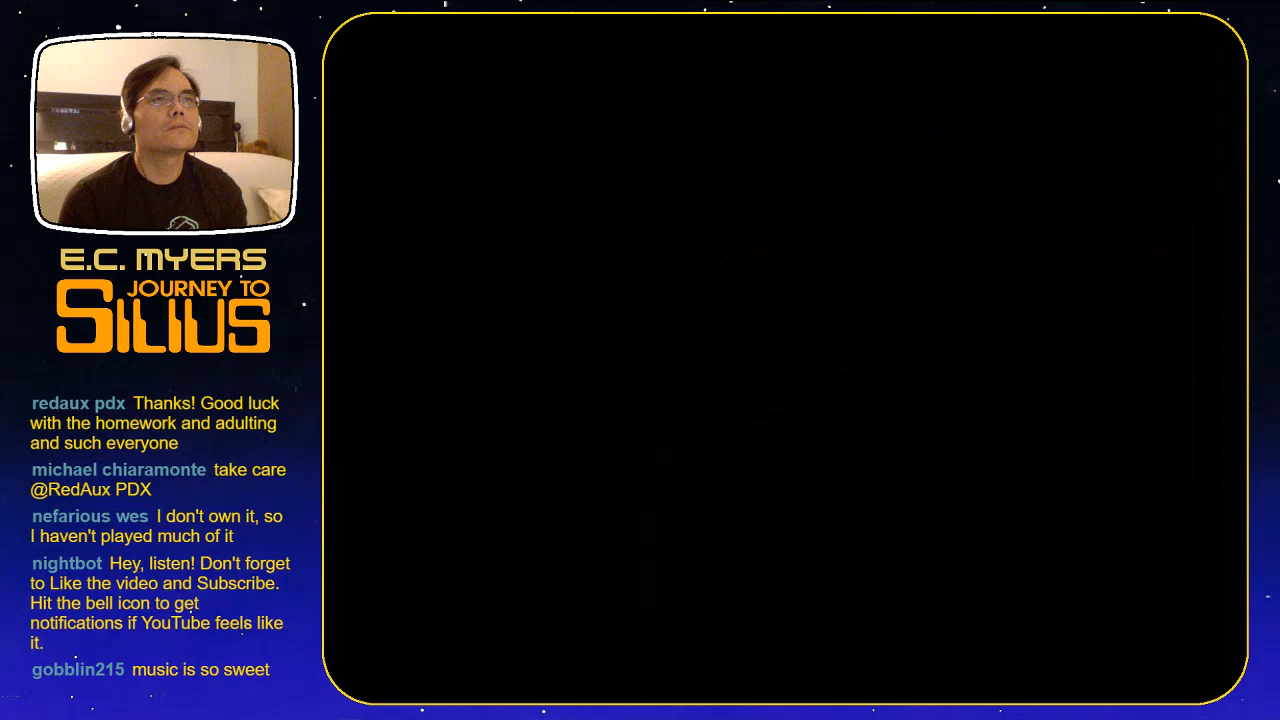 E.C. MYERS
JOURNEY TO
SILIUS
redaux pdx Thanks! Good luck
with the homework and adulting
and such everyone
michael chiaramonte take care
@RedAux PDX
nefarious wes I don't own it, so
I haven't played much of it
nightbot Hey, listen! Don't forget
to Like the video and Subscribe.
Hit the bell icon to get
notifications if YouTube feels like
it.
gobblin215 music is so sweet